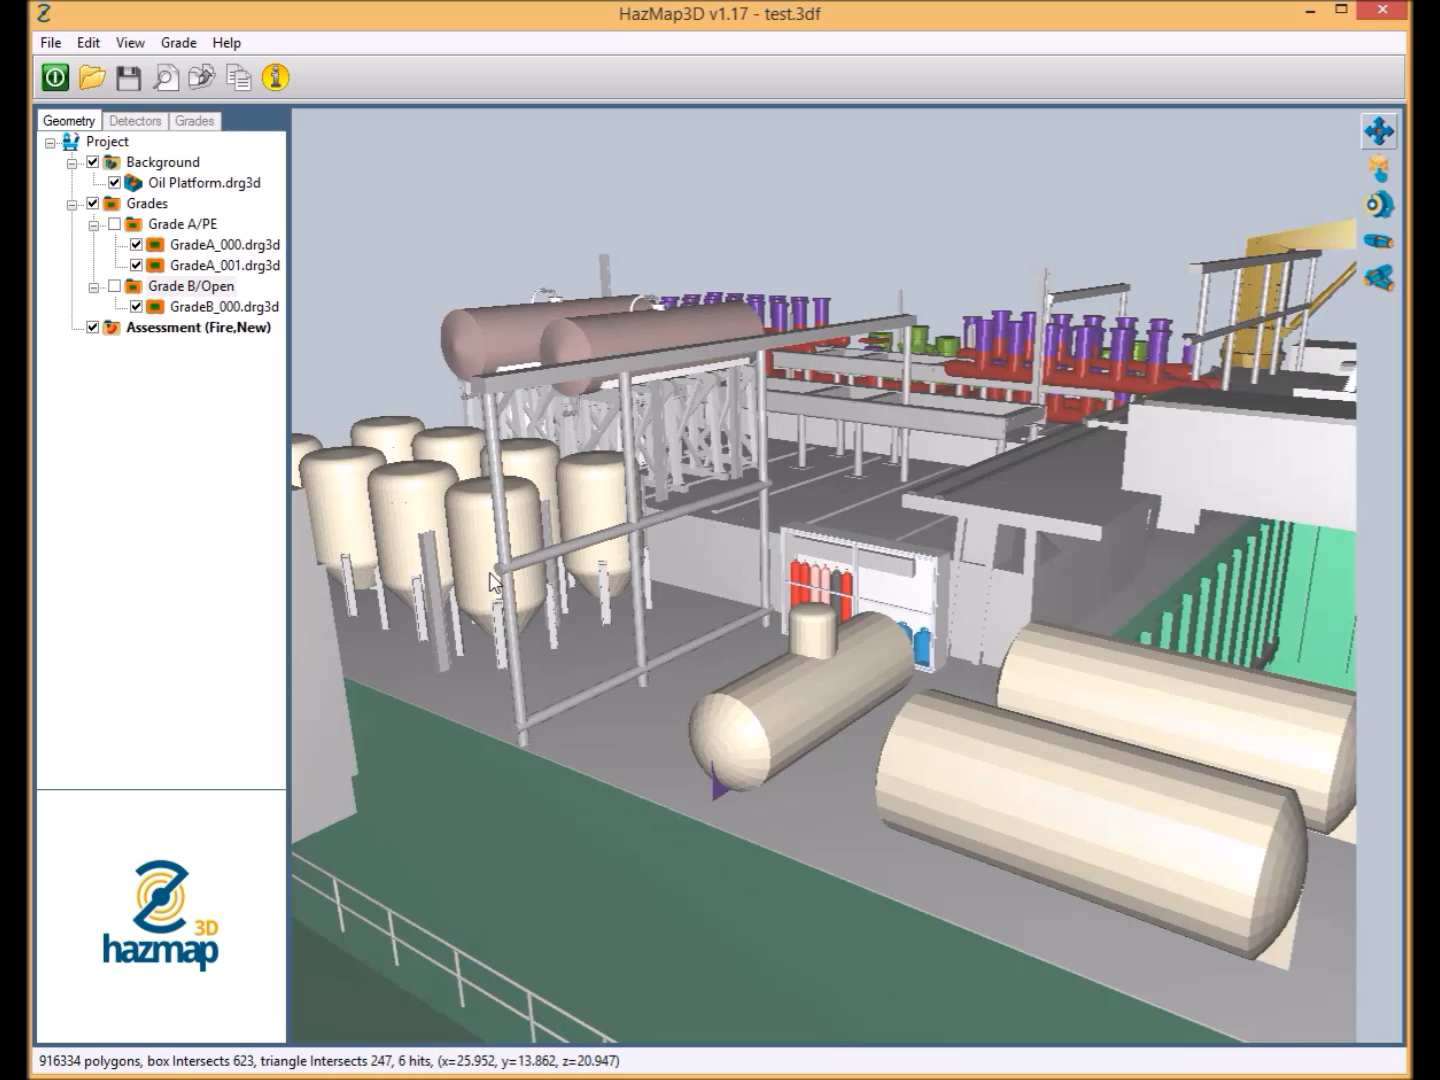 HazMap3D v1.17 - test.3df
File Edit View Grade Help
Geometry Detectors Grades
Project
Background
Oil Platform.drg3d
Grades
Grade A/PE
GradeA_000.drg3d
GradeA_001.drg3d
Grade B/Open
GradeB_000.drg3d
Assessment (Fire,New)
3D
hazmap
916334 polygons, box Intersects 623, triangle Intersects 247, 6 hits, (x=25.952, y=13.862, z=20.947)